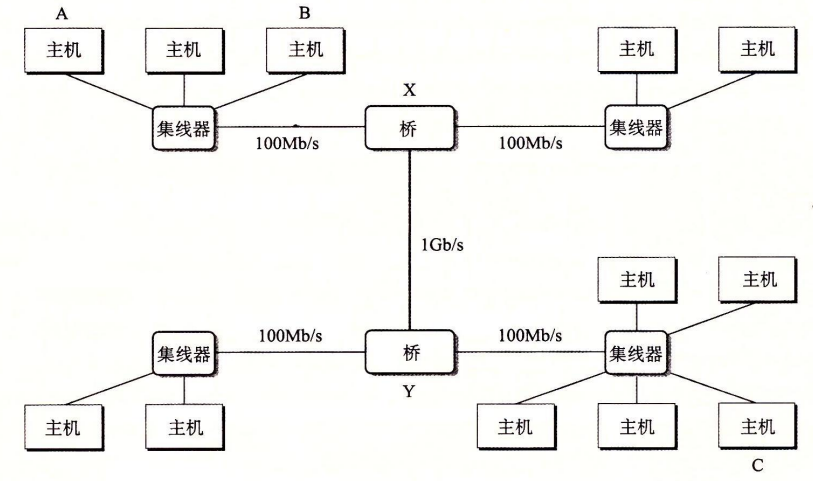 A
B
主机
主机
主机
主机
主机
X
集线器
100Mb/s
桥
100Mb/s
集线器
1Gb/s
主机
主机
集线器
100Mb/s
桥
100Mb/s
集线器
Y
主机
主机
主机
主机
主机
C